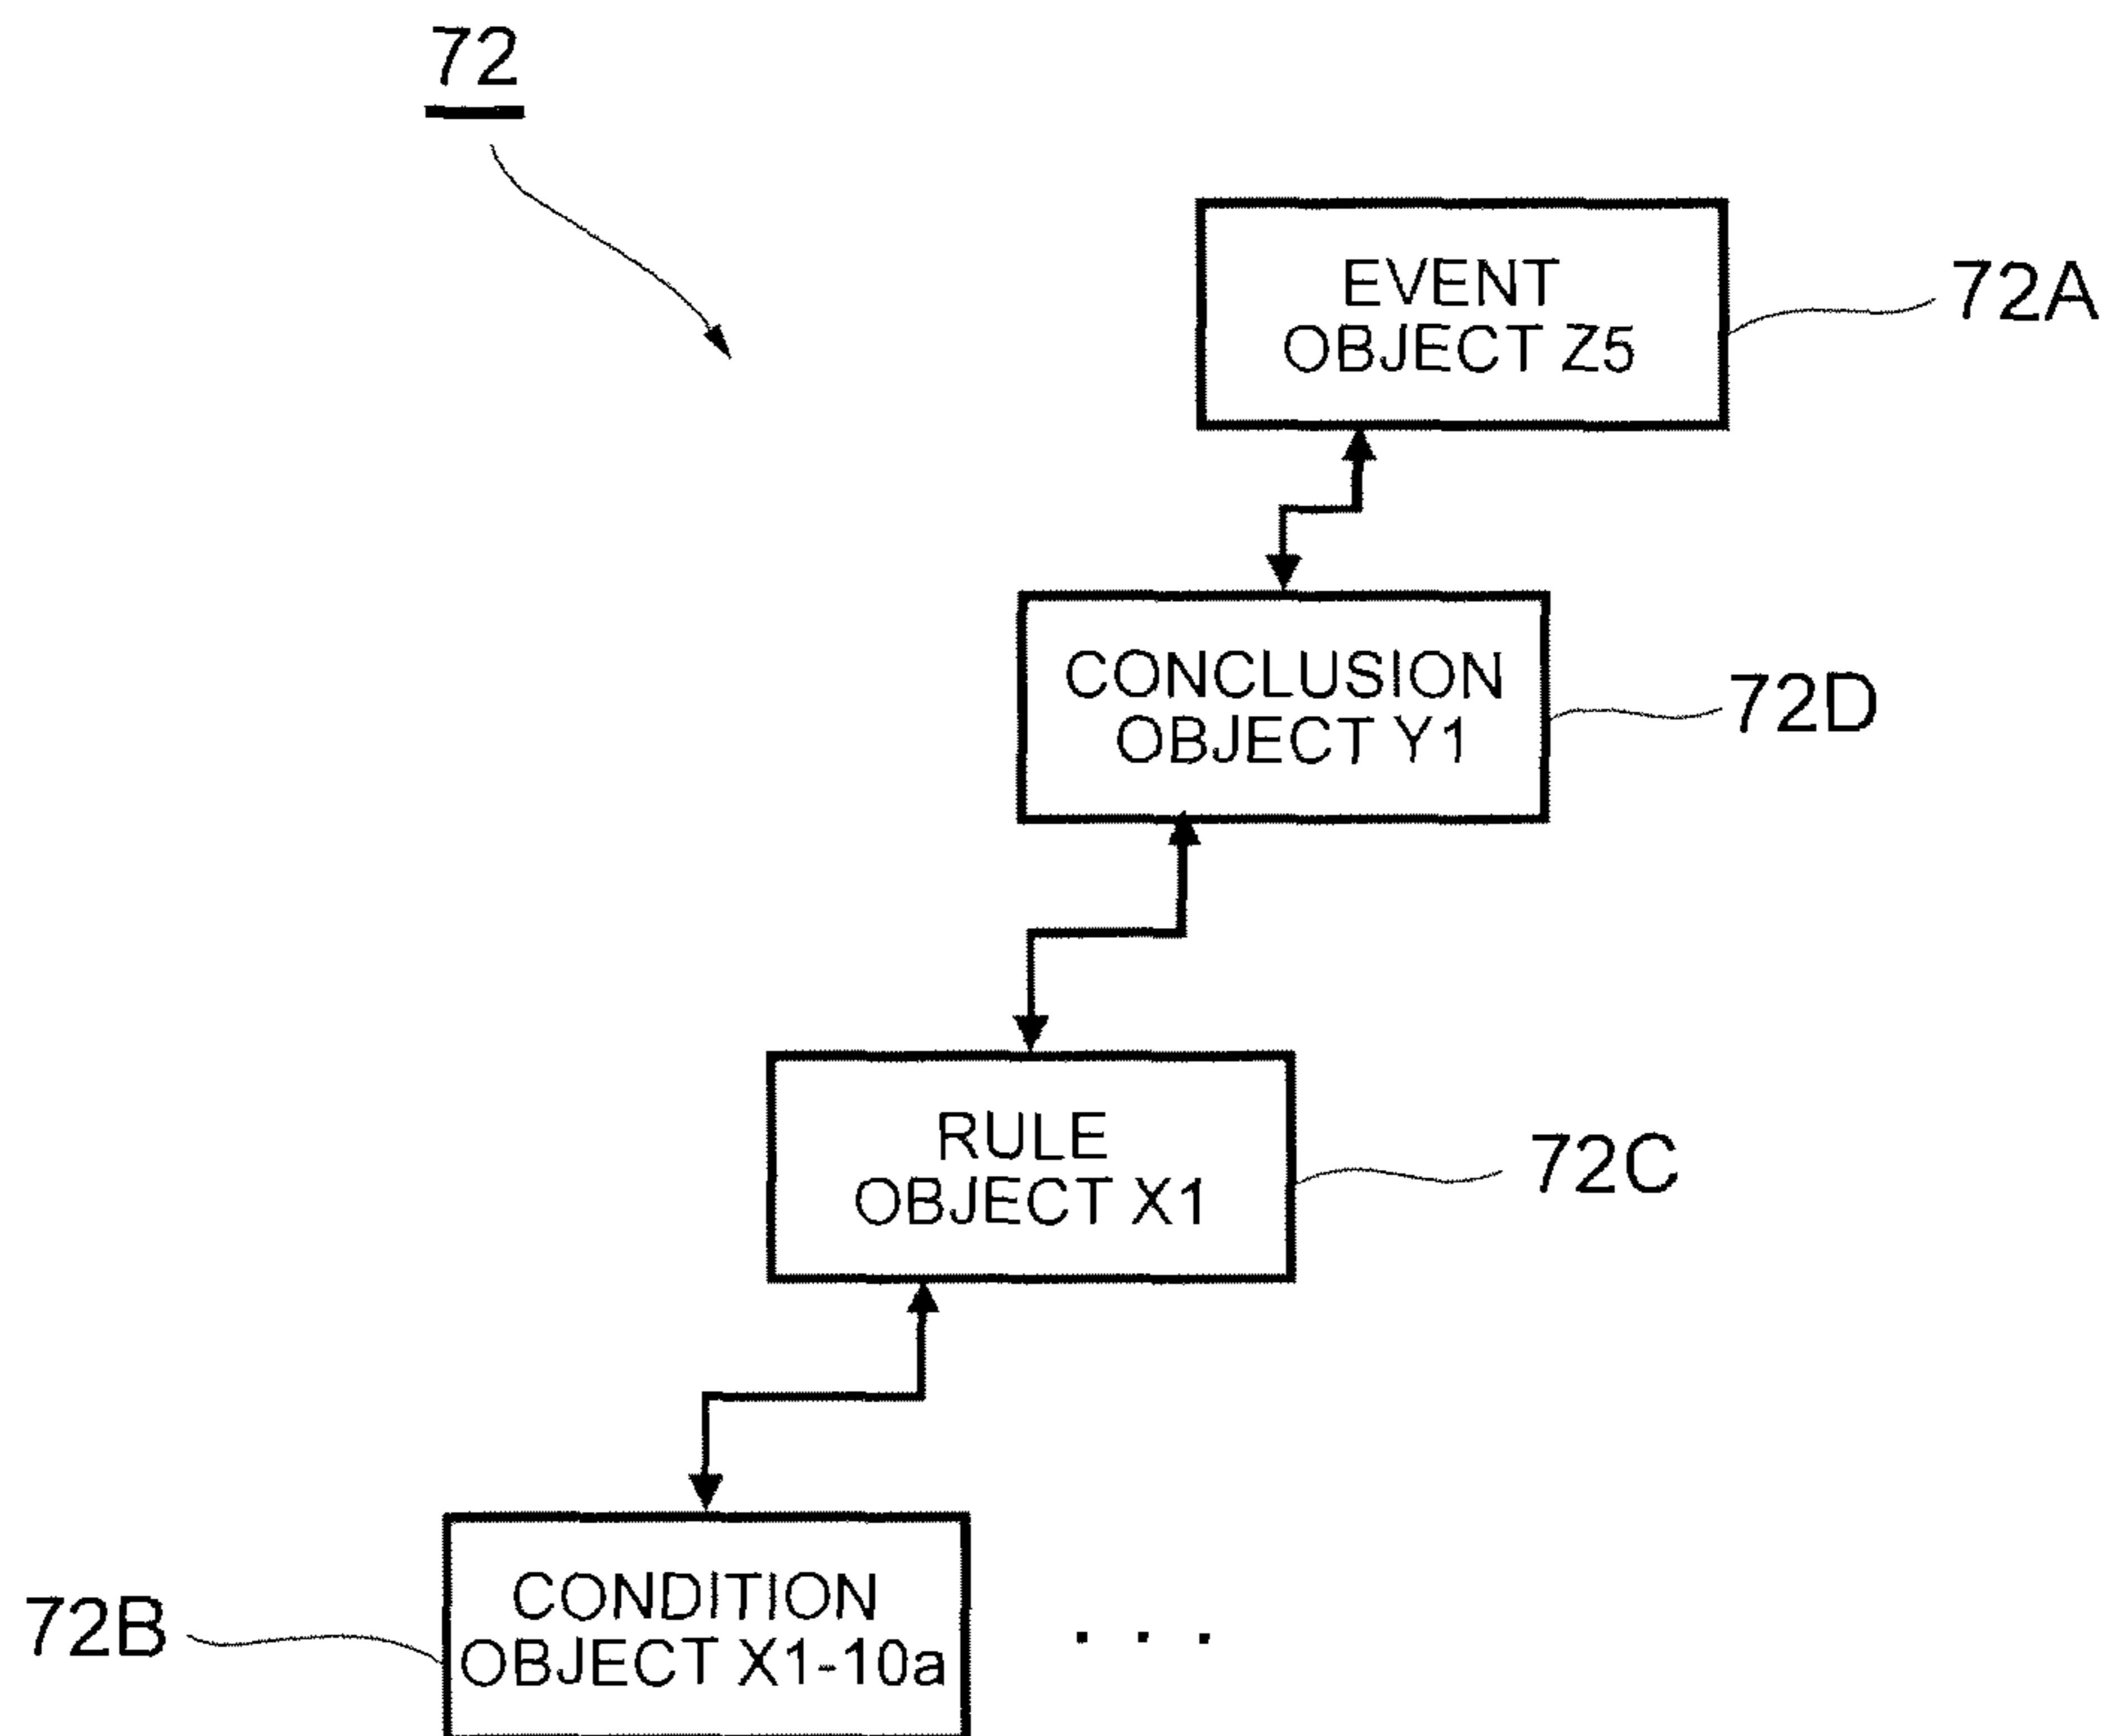 72
EVENT
OBJECT Z5
72A
CONCLUSION
OBJECT Y1
72D
RULE
OBJECT X1
72C
CONDITION
OBJECT X1-10a
72B
. . .